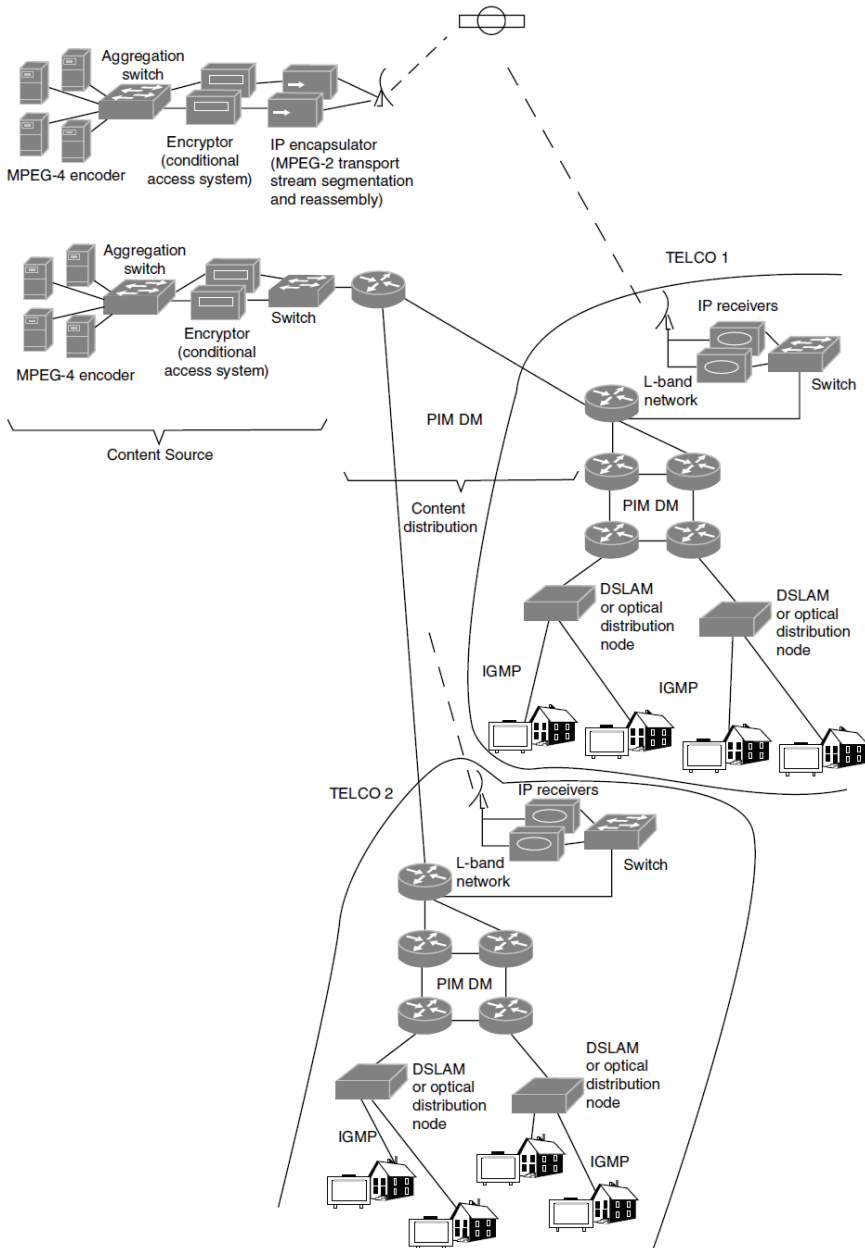 Aggregation
switch
MPEG-4 encoder
Encryptor
(conditional
access system)
IP encapsulator
(MPEG-2 transport
stream segmentation
and reassembly)
Aggregation
switch
MPEG-4 encoder
Encryptor
(conditional
access system)
Switch
Content Source
PIM DM
Content
distribution
TELCO 1
IP receivers
L-band
network
Switch
PIM DM
DSLAM
or optical
distribution
node
DSLAM
or optical
distribution
node
IGMP
IGMP
TELCO 2
IP receivers
L-band
network
Switch
PIM DM
DSLAM
or optical
distribution
node
DSLAM
or optical
distribution
node
IGMP
IGMP